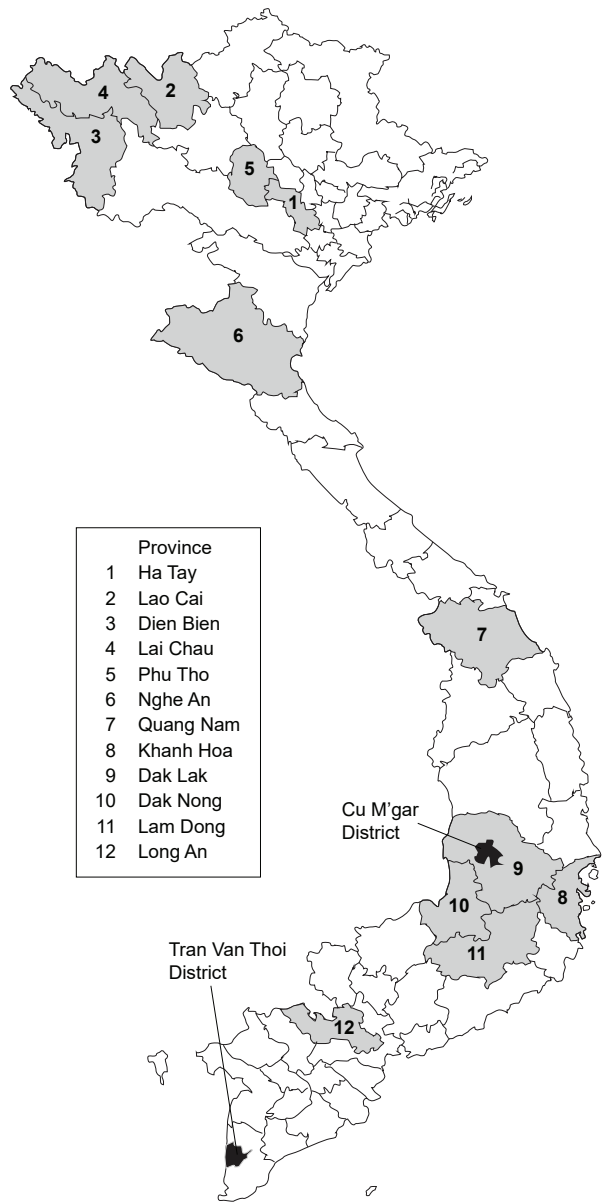 4
2
3
5
1
6
Province
1 Ha Tay
2 Lao Cai
3 Dien Bien
4 Lai Chau
5 Phu Tho
6 Nghe An
7 Quang Nam
8 Khanh Hoa
9 Dak Lak
10 Dak Nong
11 Lam Dong
12 Long An
7
Cu M'gar
District
9
8
10
11
Tran Van Thoi
District
12